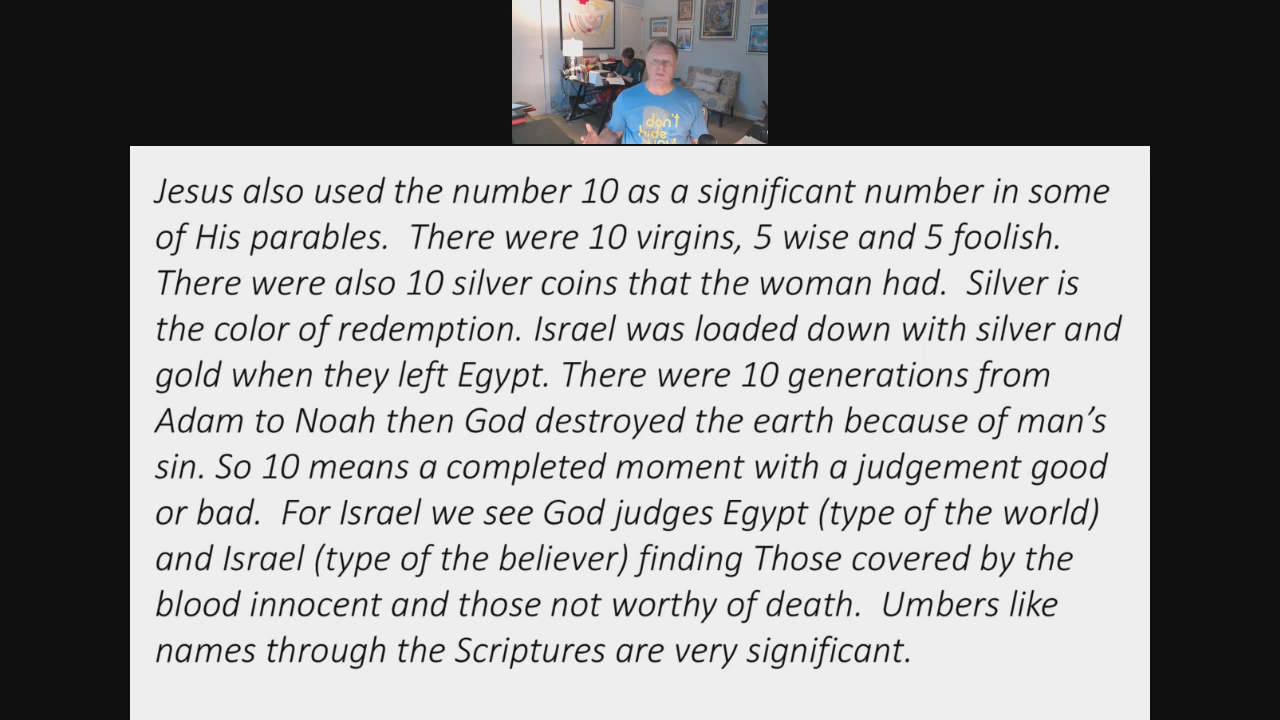 don't
hide
Jesus also used the number 10 as a significant number in some
of His parables.  There were 10 virgins, 5 wise and 5 foolish.
There were also 10 silver coins that the woman had.  Silver is
the color of redemption. Israel was loaded down with silver and
gold when they left Egypt. There were 10 generations from
Adam to Noah then God destroyed the earth because of man’s
sin. So 10 means a completed moment with a judgement good
or bad.  For Israel we see God judges Egypt (type of the world)
and Israel (type of the believer) finding Those covered by the
blood innocent and those not worthy of death.  Umbers like
names through the Scriptures are very significant.